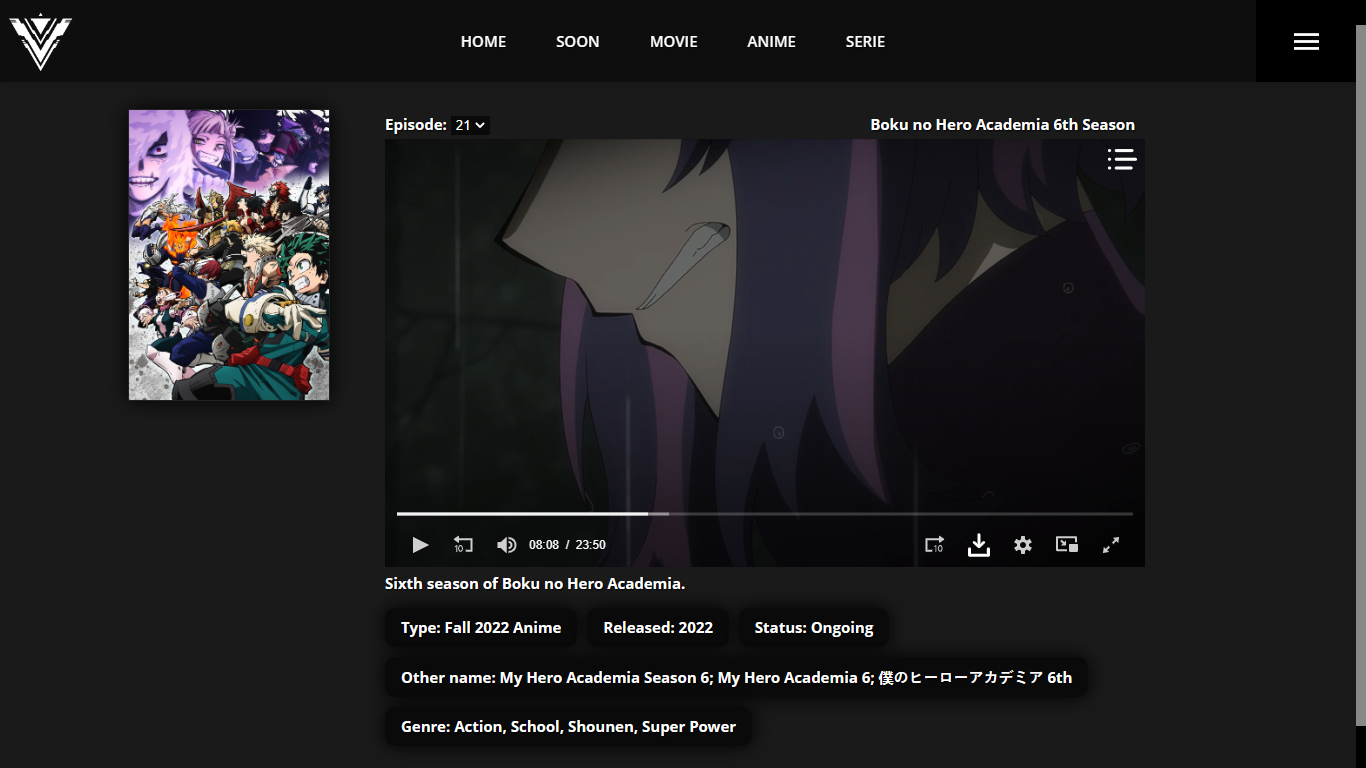 HOME SOON MOVIE ANIME SERIE
Episode: 21 Boku no Hero Academia 6th Season
10 08:08 / 23:50 10
Sixth season of Boku no Hero Academia.
Type: Fall 2022 Anime Released: 2022 Status: Ongoing
Other name: My Hero Academia Season 6; My Hero Academia 6; 僕のヒーローアカデミア 6th
Genre: Action, School, Shounen, Super Power